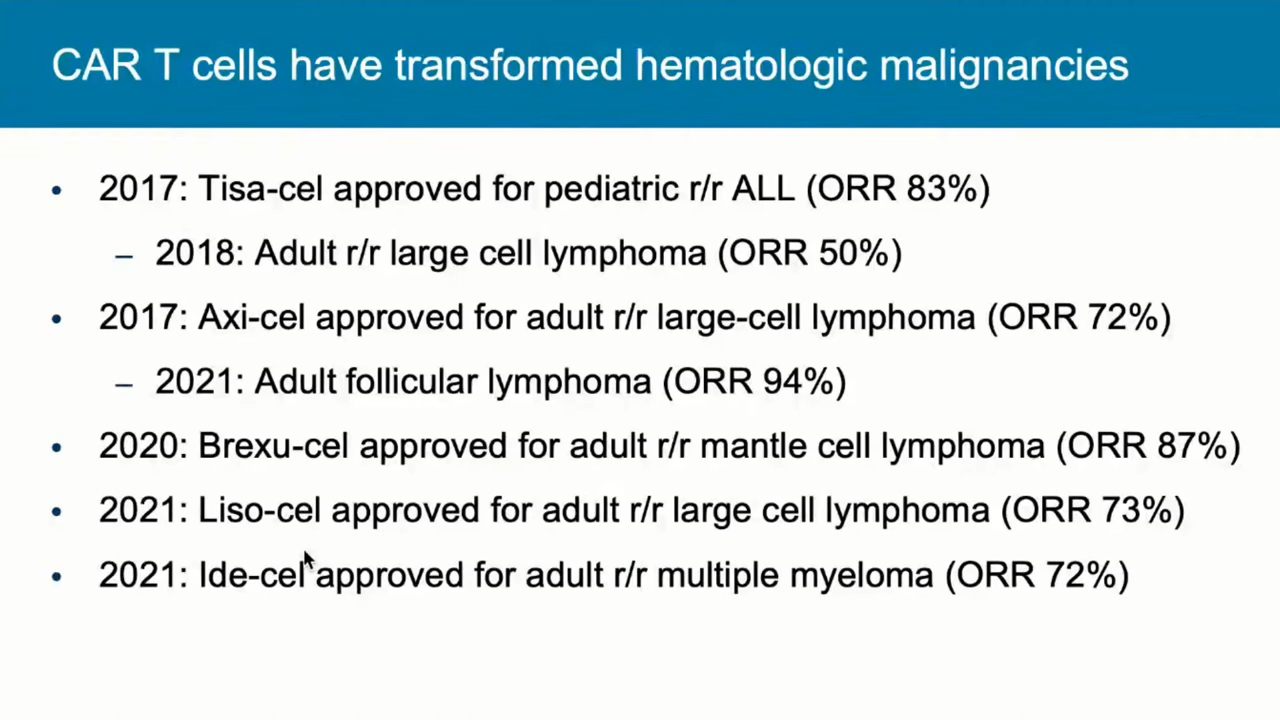 CAR T cells have transformed hematologic malignancies
• 2017: Tisa-cel approved for pediatric r/r ALL (ORR 83%)
– 2018: Adult r/r large cell lymphoma (ORR 50%)
• 2017: Axi-cel approved for adult r/r large-cell lymphoma (ORR 72%)
– 2021: Adult follicular lymphoma (ORR 94%)
• 2020: Brexu-cel approved for adult r/r mantle cell lymphoma (ORR 87%)
• 2021: Liso-cel approved for adult r/r large cell lymphoma (ORR 73%)
• 2021: Ide-cel approved for adult r/r multiple myeloma (ORR 72%)